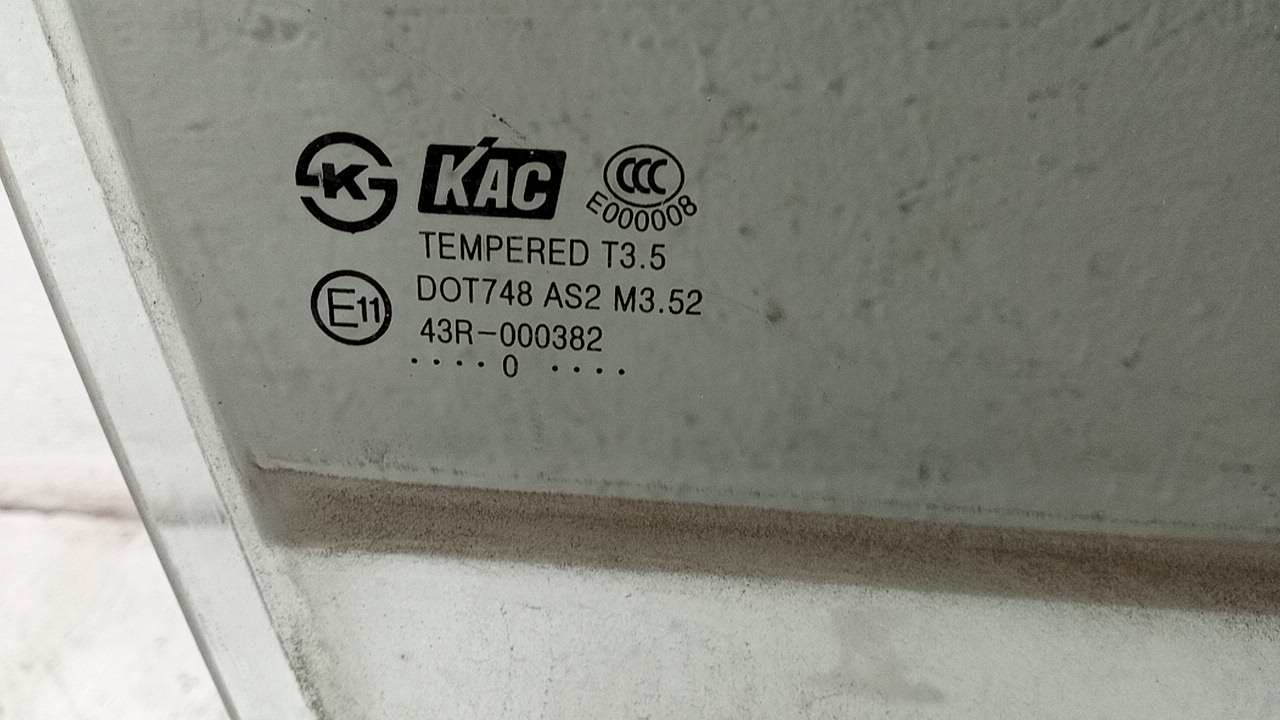 K KAC CCC
E000008
TEMPERED T3.5
E11 DOT748 AS2 M3.52
43R-000382
.... 0 ....